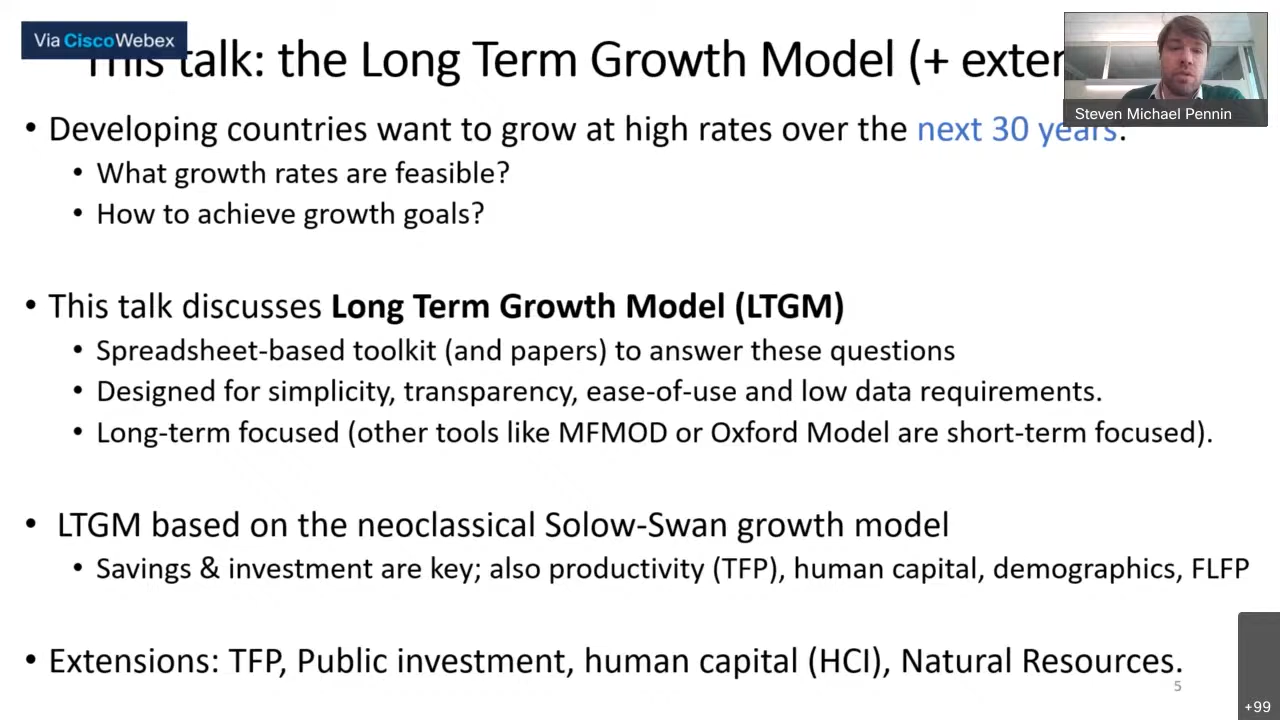 Via Cisco Webex
This talk: the Long Term Growth Model (+ exten
Steven Michael Pennin
• Developing countries want to grow at high rates over the next 30 years.
• What growth rates are feasible?
• How to achieve growth goals?
• This talk discusses Long Term Growth Model (LTGM)
• Spreadsheet-based toolkit (and papers) to answer these questions
• Designed for simplicity, transparency, ease-of-use and low data requirements.
• Long-term focused (other tools like MFMOD or Oxford Model are short-term focused).
• LTGM based on the neoclassical Solow-Swan growth model
• Savings & investment are key; also productivity (TFP), human capital, demographics, FLFP
• Extensions: TFP, Public investment, human capital (HCI), Natural Resources.
5
+99